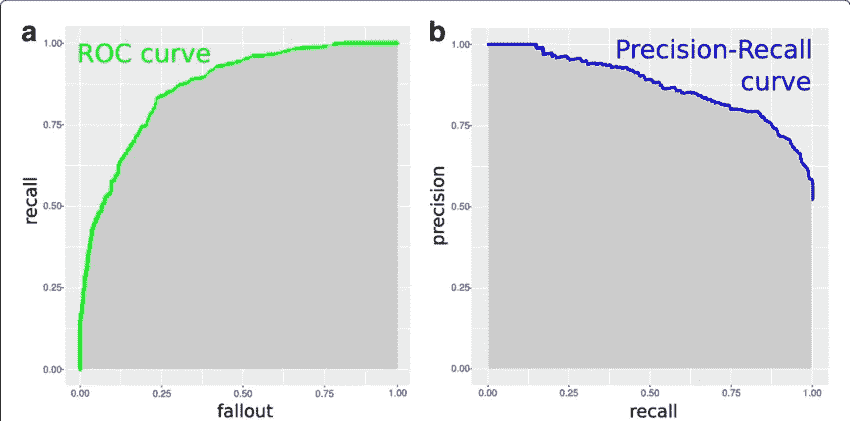 a
ROC curve
1.00
0.75
0.50
0.25
0.00
recall
0.00 0.25 0.50 0.75 1.00
fallout
b
Precision-Recall
curve
1.00
0.75
0.50
0.25
0.00
precision
0.00 0.25 0.50 0.75 1.00
recall